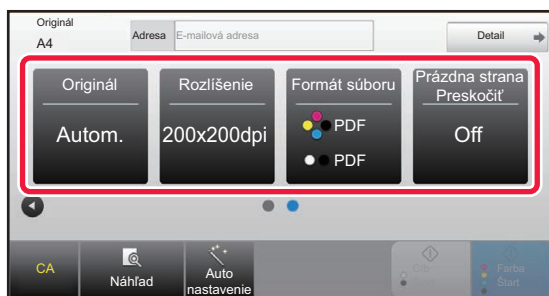 Originál
A4
Adresa
E-mailová adresa
Detail
Originál
Autom.
Rozlíšenie
200x200dpi
Formát súboru
PDF
PDF
Prázdna strana
Preskočiť
Off
CA
Náhľad
Auto
nastavenie
Farba
Štart